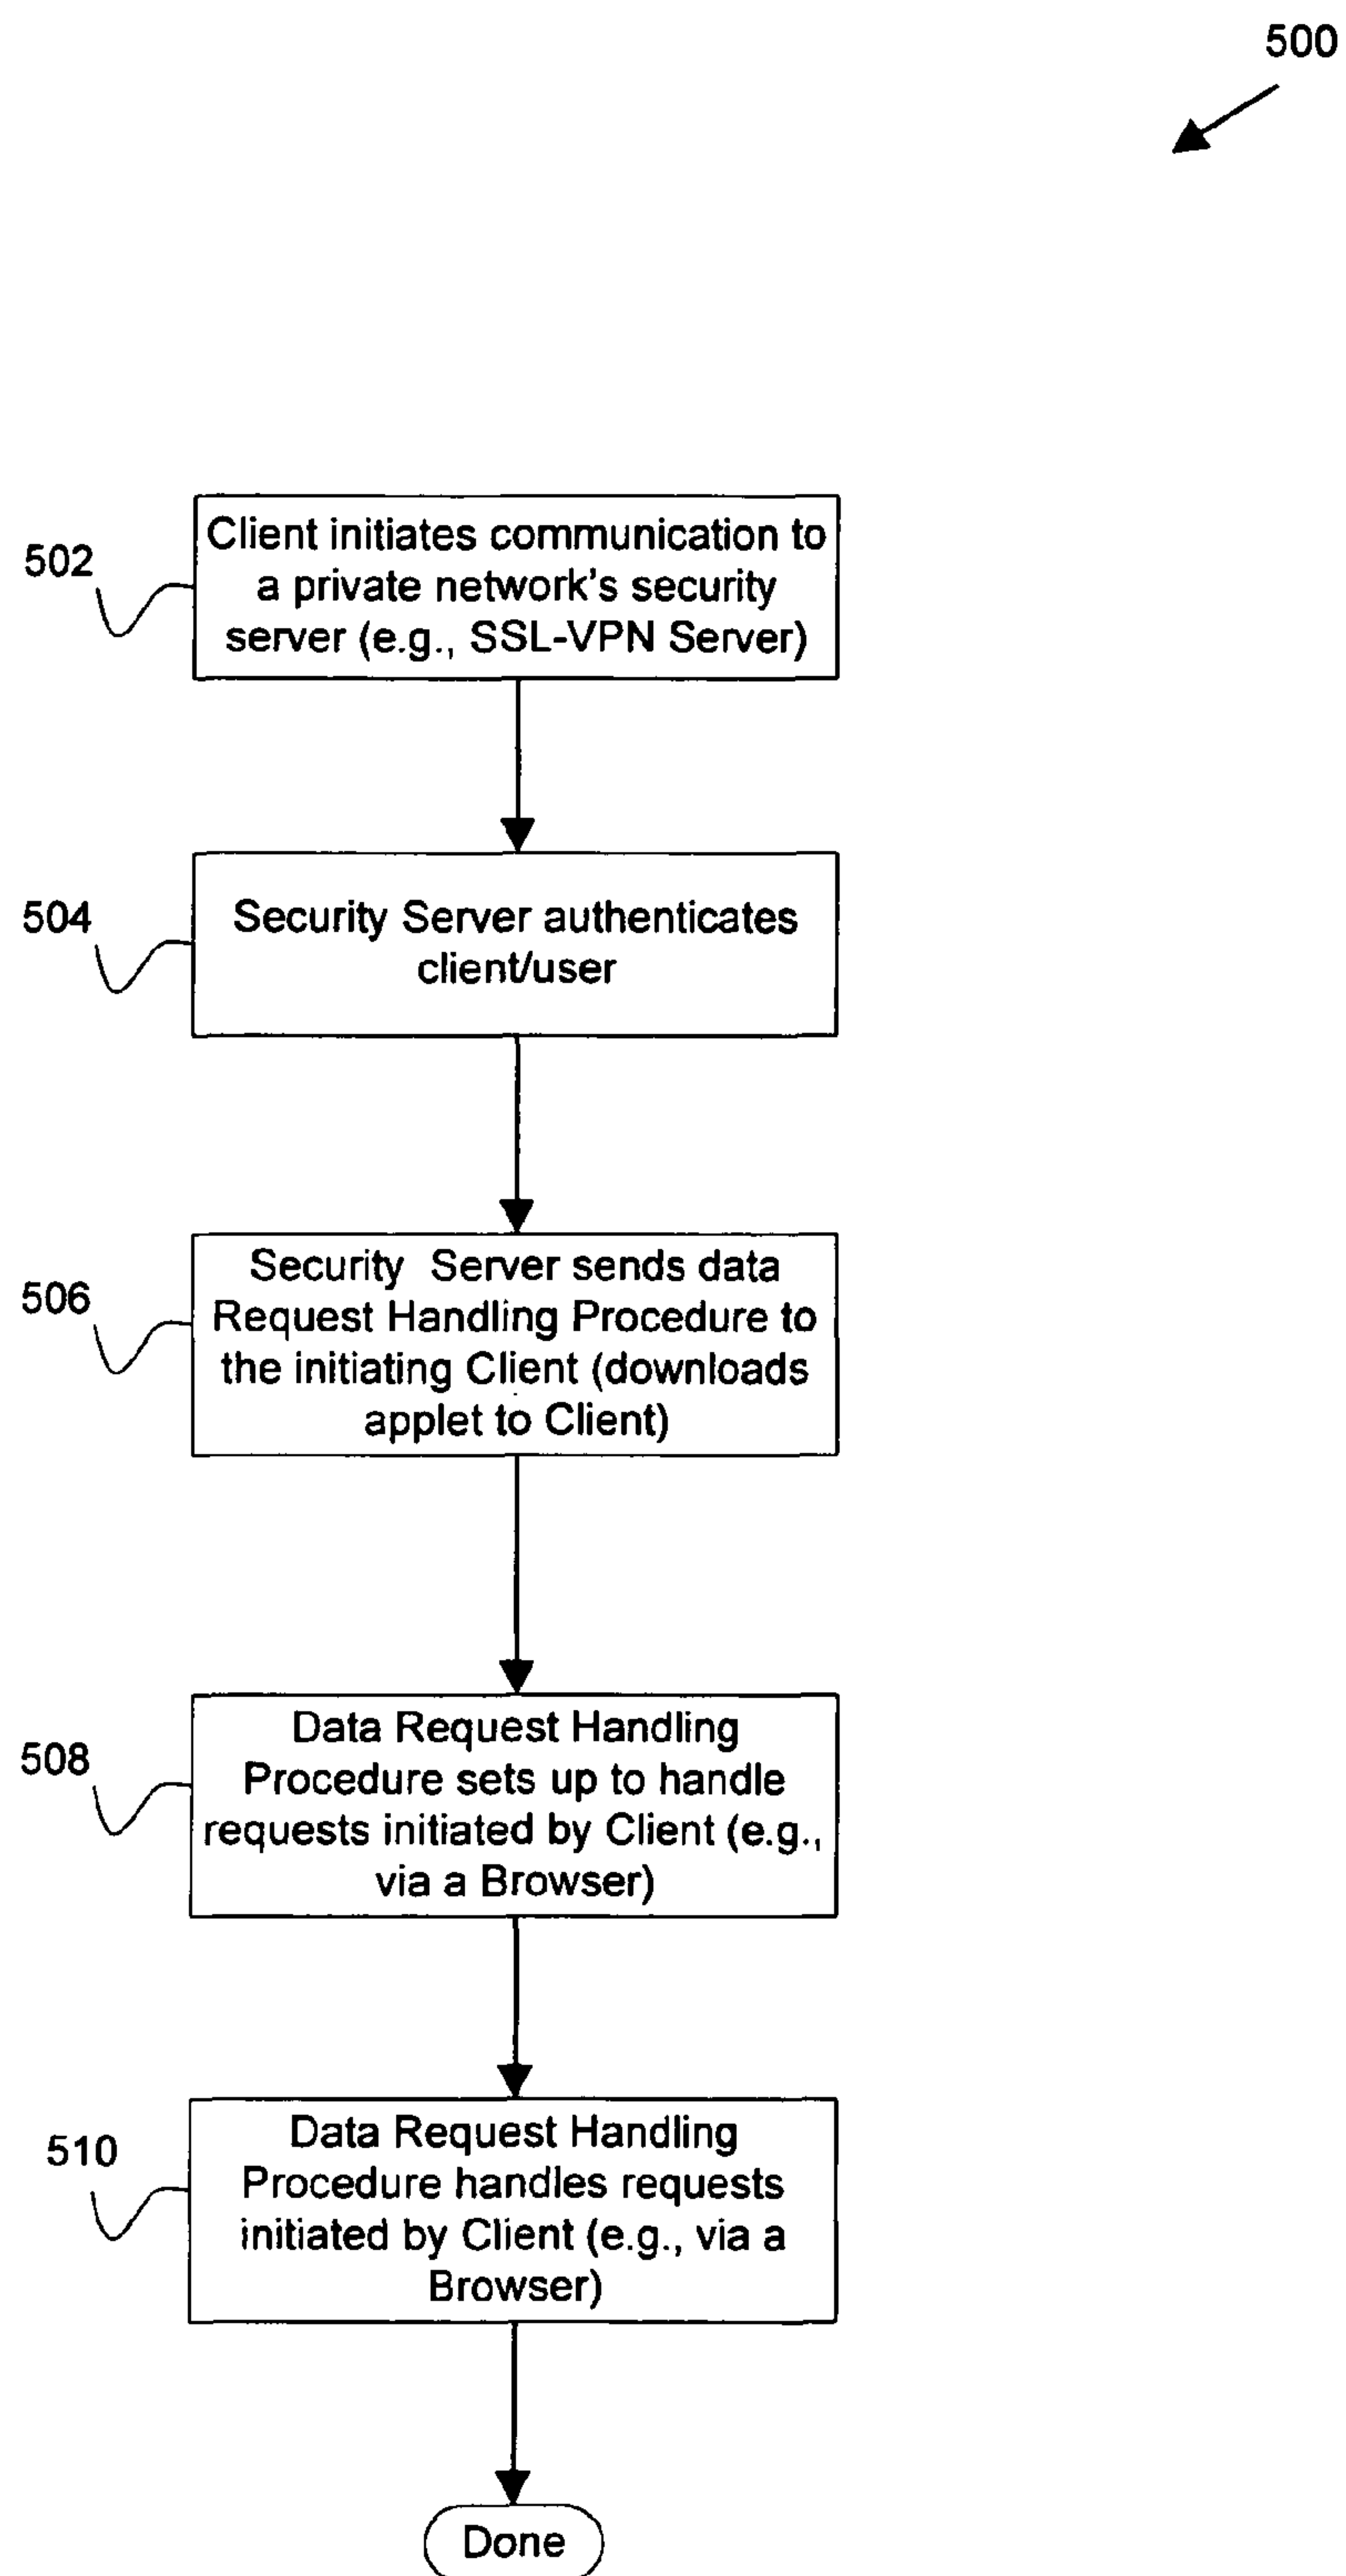 500
502
Client initiates communication to
a private network's security
server (e.g., SSL-VPN Server)
504
Security Server authenticates
client/user
506
Security Server sends data
Request Handling Procedure to
the initiating Client (downloads
applet to Client)
508
Data Request Handling
Procedure sets up to handle
requests initiated by Client (e.g.,
via a Browser)
510
Data Request Handling
Procedure handles requests
initiated by Client (e.g., via a
Browser)
Done